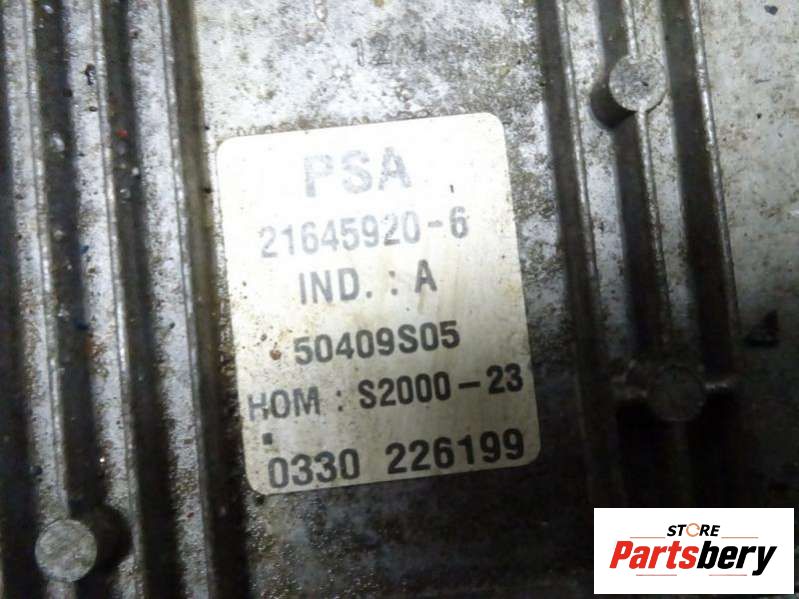 PSA
21645920-6
IND. : A
50409S05
HOM : S2000-23
0330 226199
STORE
Partsbery